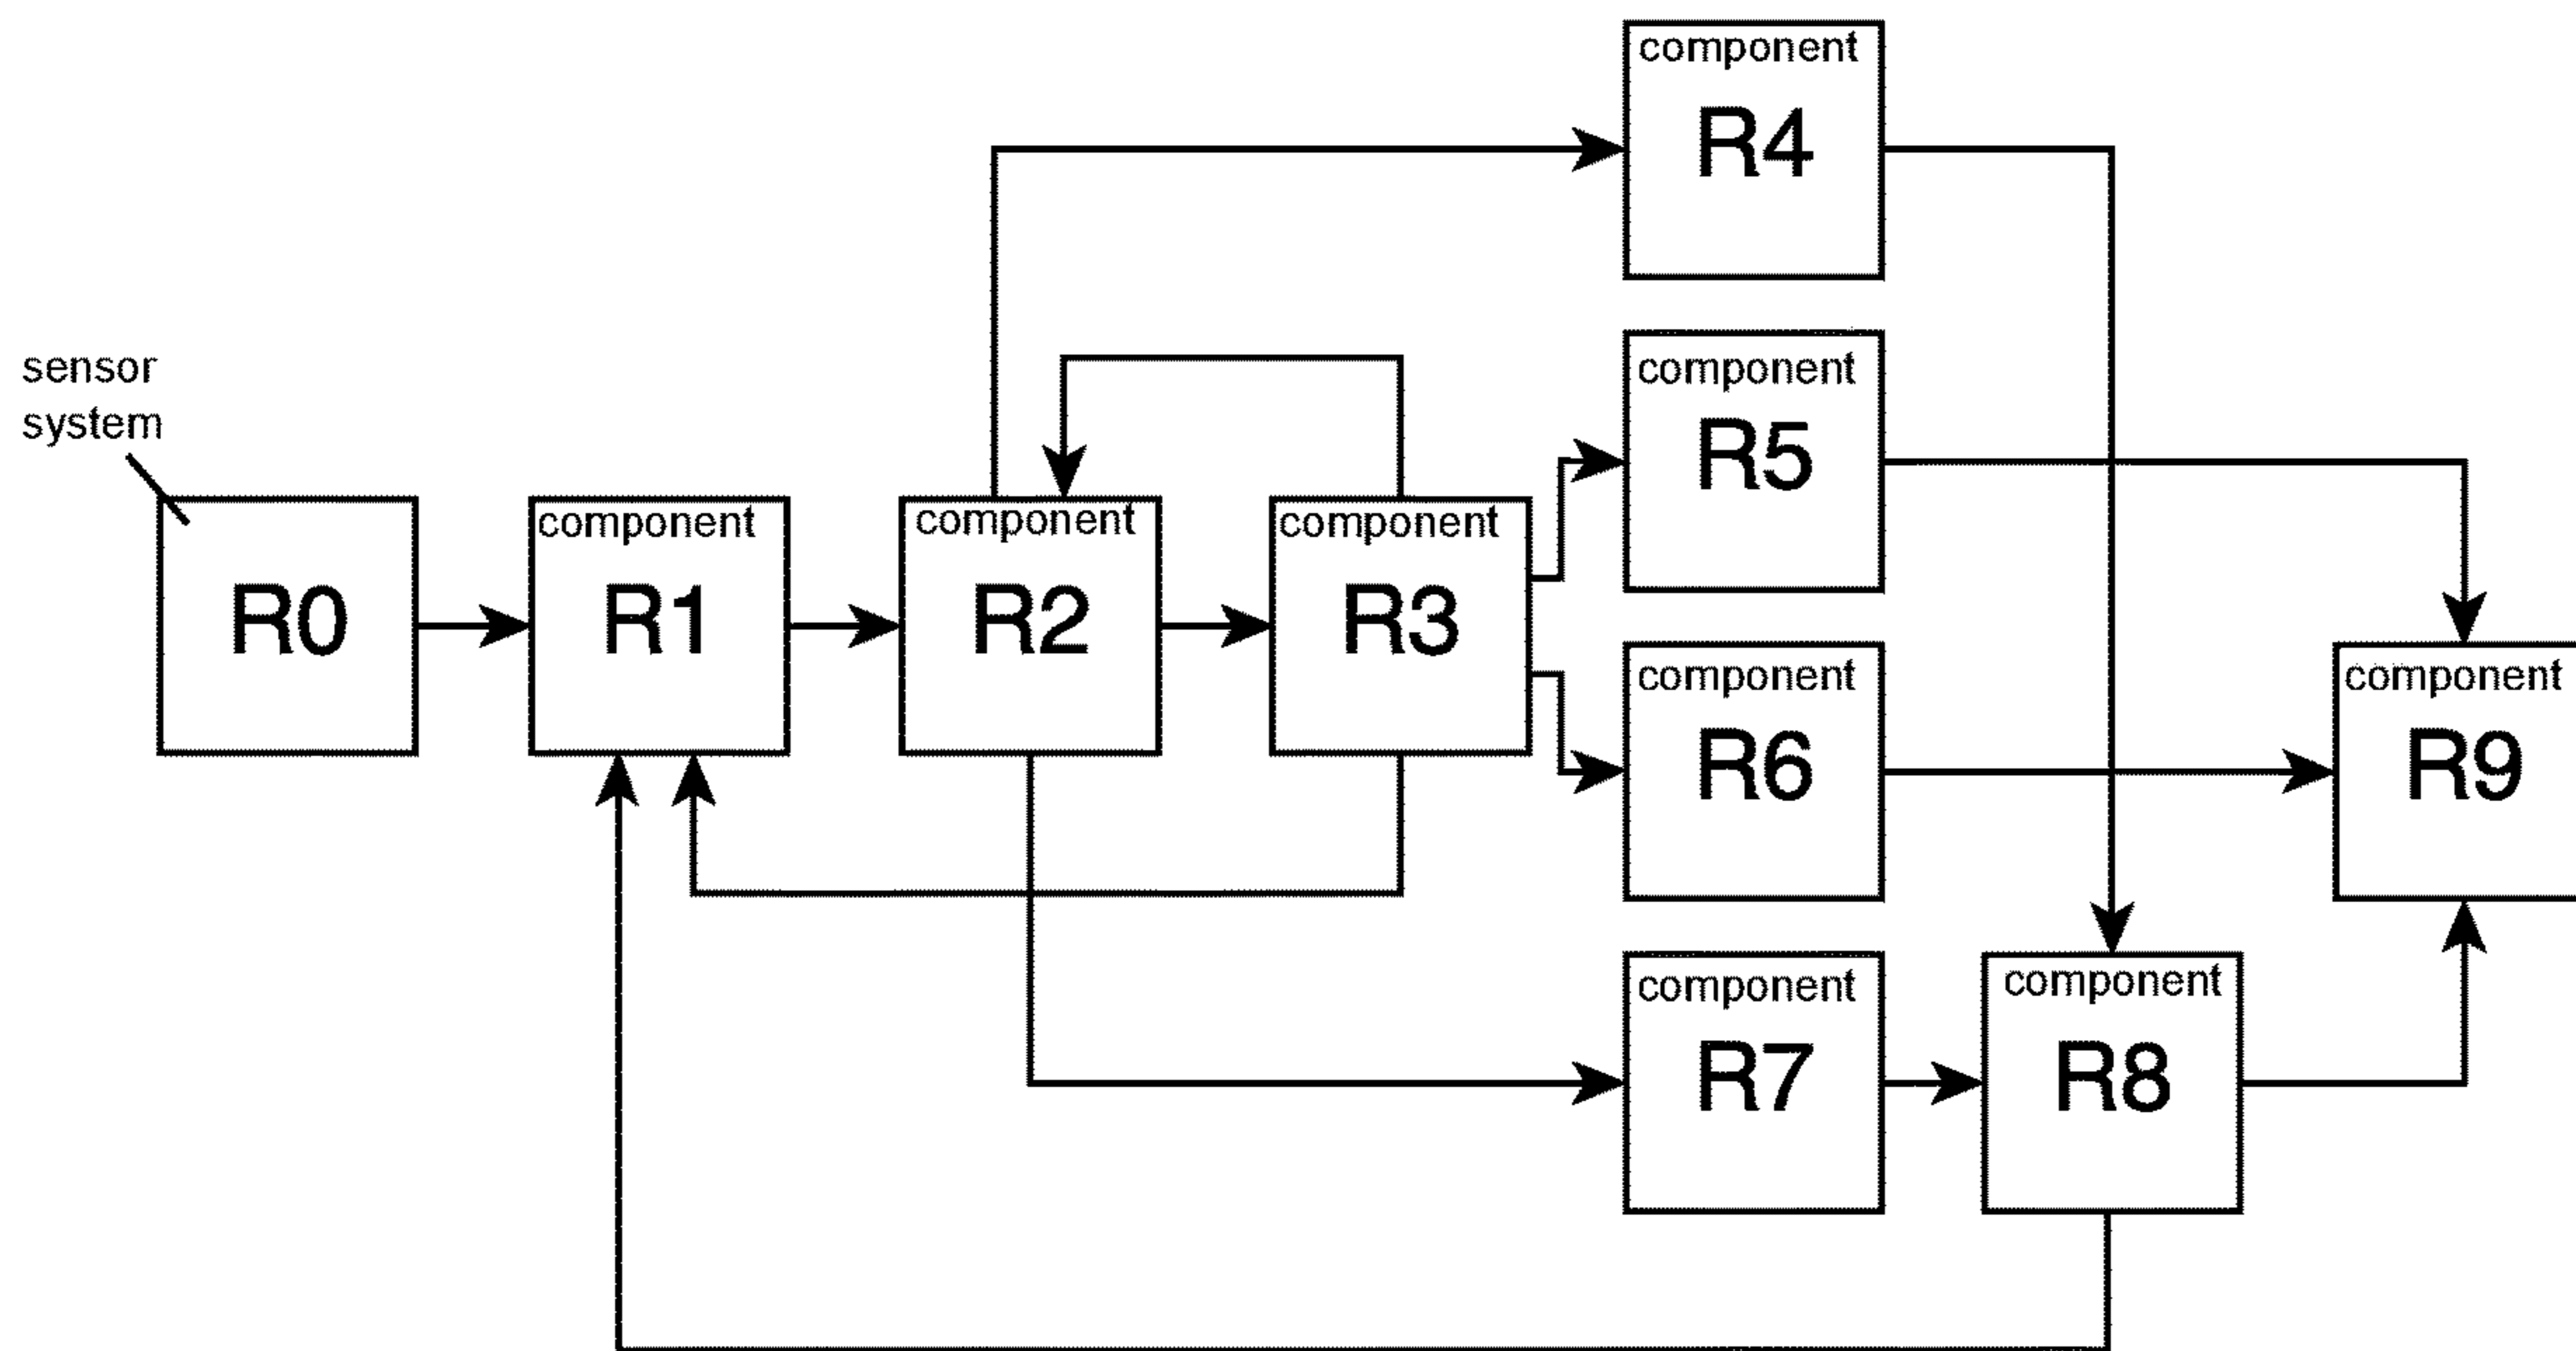 component
R4
sensor
system
component
R5
R0
component
R1
component
R2
component
R3
component
R6
component
R9
component
R7
component
R8